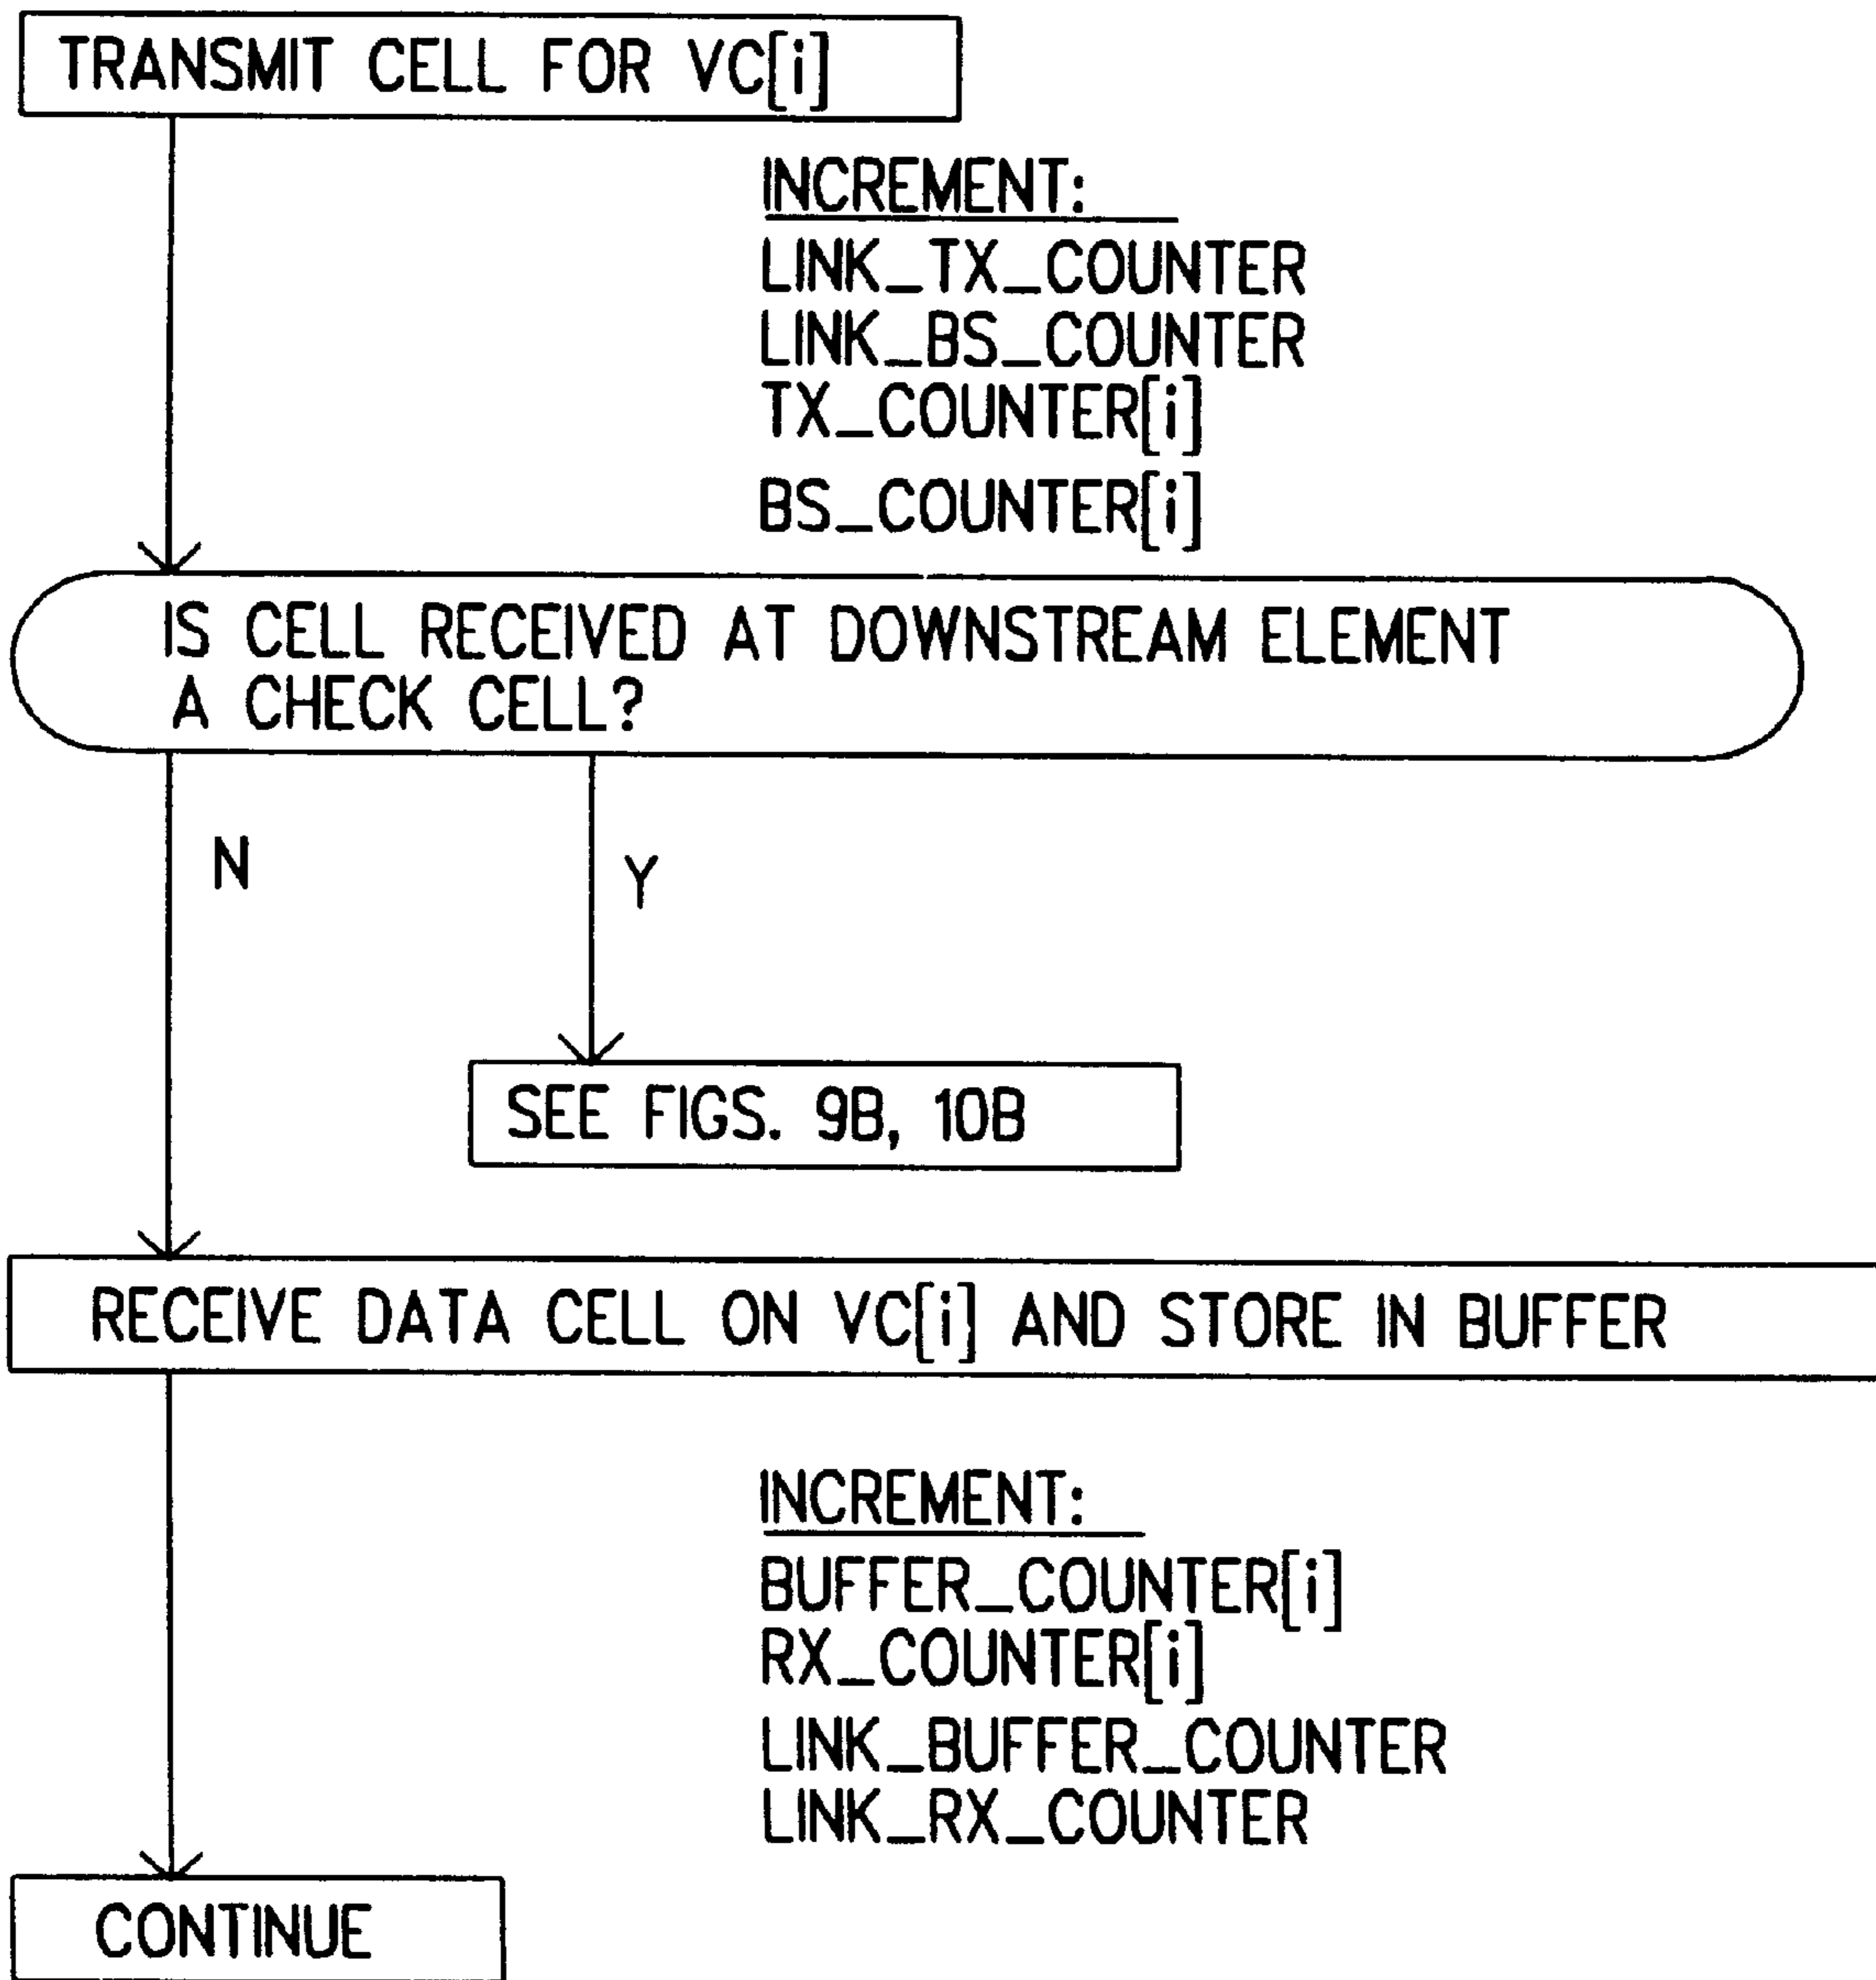 TRANSMIT CELL FOR VC[i]
INCREMENT:
LINK_TX_COUNTER
LINK_BS_COUNTER
TX_COUNTER[i]
BS_COUNTER[i]
IS CELL RECEIVED AT DOWNSTREAM ELEMENT
A CHECK CELL?
N
Y
SEE FIGS. 9B, 10B
RECEIVE DATA CELL ON VC[i] AND STORE IN BUFFER
INCREMENT:
BUFFER_COUNTER[i]
RX_COUNTER[i]
LINK_BUFFER_COUNTER
LINK_RX_COUNTER
CONTINUE